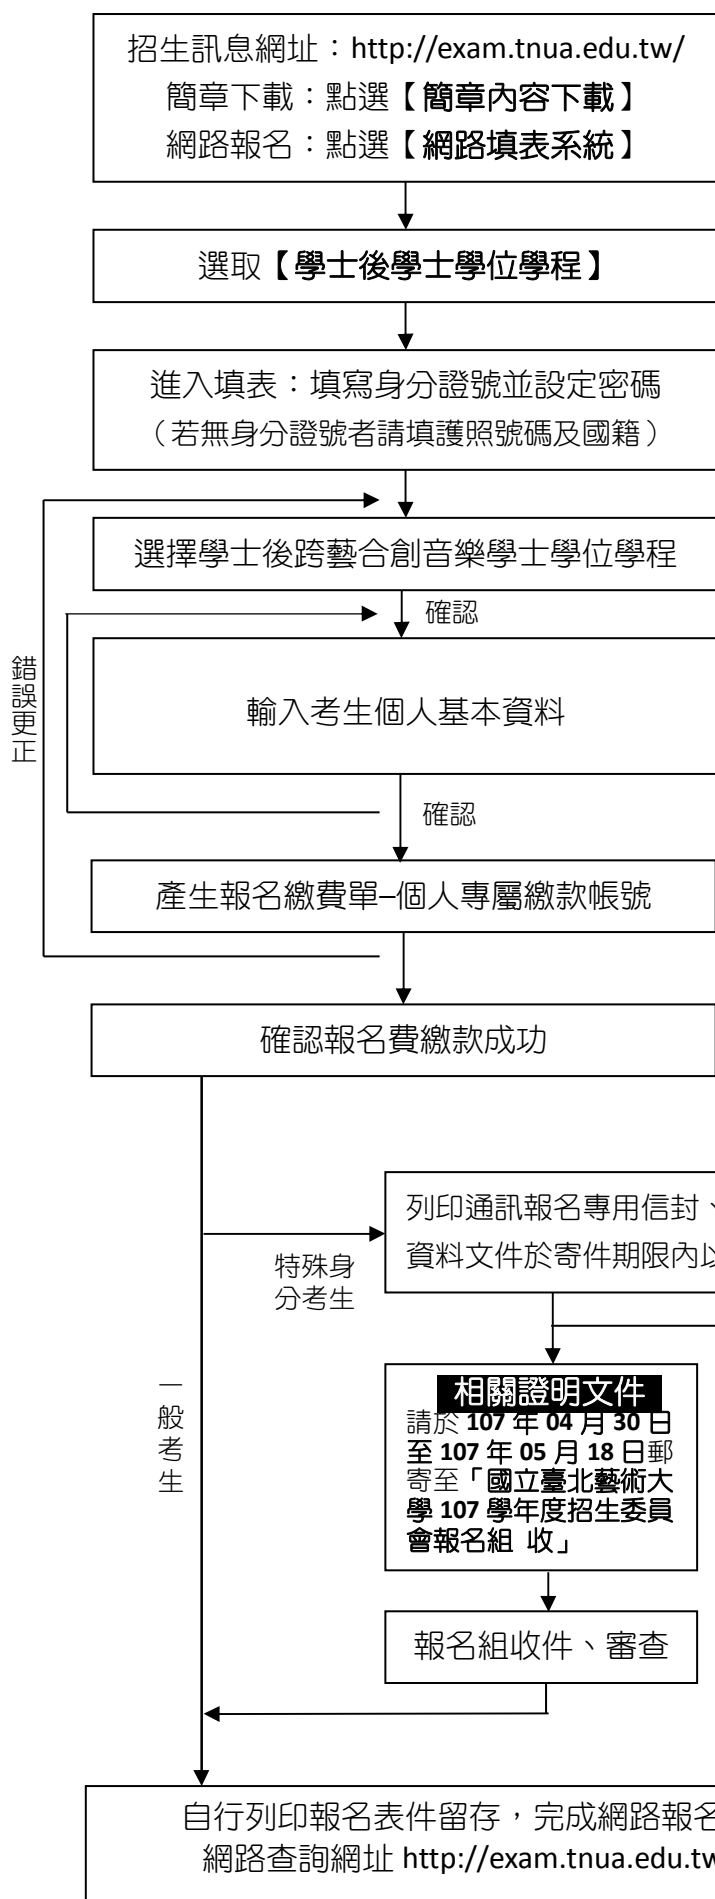 招生訊息網址：http://exam.tnua.edu.tw/
簡章下載：點選【簡章內容下載】
網路報名：點選【網路填表系統】
選取【學士後學士學位學程】
進入填表：填寫身分證號並設定密碼
（若無身分證號者請填護照號碼及國籍）
選擇學士後跨藝合創音樂學士學位學程
確認
錯誤更正
輸入考生個人基本資料
確認
產生報名繳費單–個人專屬繳款帳號
確認報名費繳款成功
列印通訊報名專用信封、
資料文件於寄件期限內以
特殊身
分考生
一般考生
相關證明文件
請於 107 年 04 月 30 日
至 107 年 05 月 18 日郵
寄至「國立臺北藝術大
學 107 學年度招生委員
會報名組 收」
報名組收件、審查
自行列印報名表件留存，完成網路報名
網路查詢網址 http://exam.tnua.edu.tw